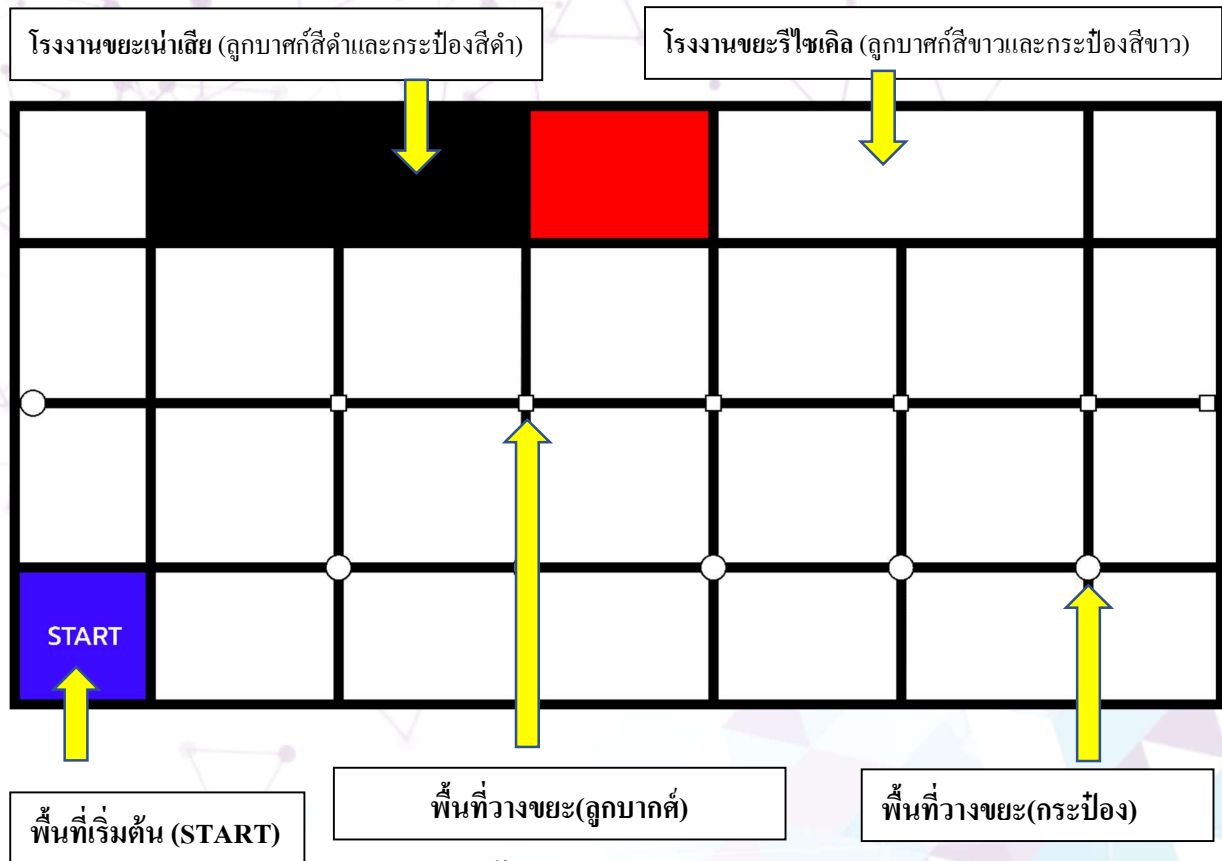 โรงงานขยะเน่าเสีย (ลูกบาศก์สีดำและกระป๋องสีดำ)
โรงงานขยะรีไซเคิล (ลูกบาศก์สีขาวและกระป๋องสีขาว)
START
พื้นที่เริ่มต้น (START)
พื้นที่วางขยะ(ลูกบากศ์)
พื้นที่วางขยะ(กระป๋อง)